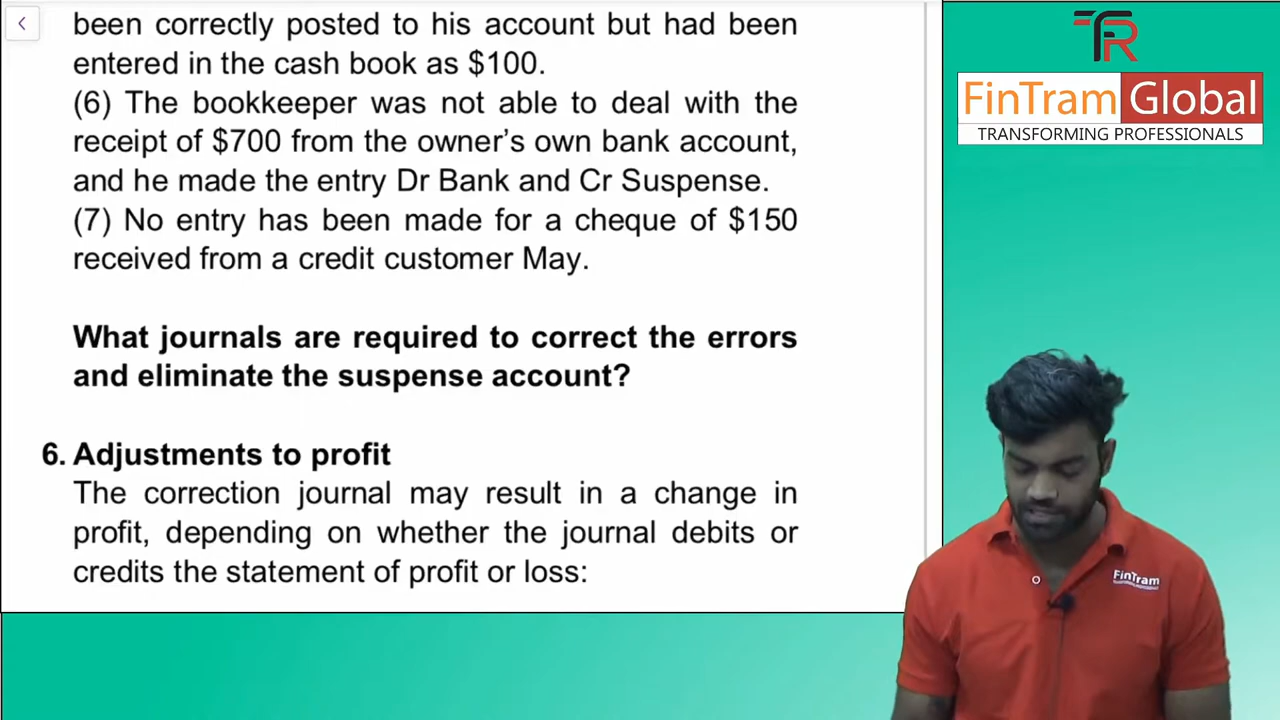 been correctly posted to his account but had been
entered in the cash book as $100.
(6) The bookkeeper was not able to deal with the
receipt of $700 from the owner’s own bank account,
and he made the entry Dr Bank and Cr Suspense.
(7) No entry has been made for a cheque of $150
received from a credit customer May.
What journals are required to correct the errors
and eliminate the suspense account?
6. Adjustments to profit
The correction journal may result in a change in
profit, depending on whether the journal debits or
credits the statement of profit or loss:
FinTram Global
TRANSFORMING PROFESSIONALS
FinTram